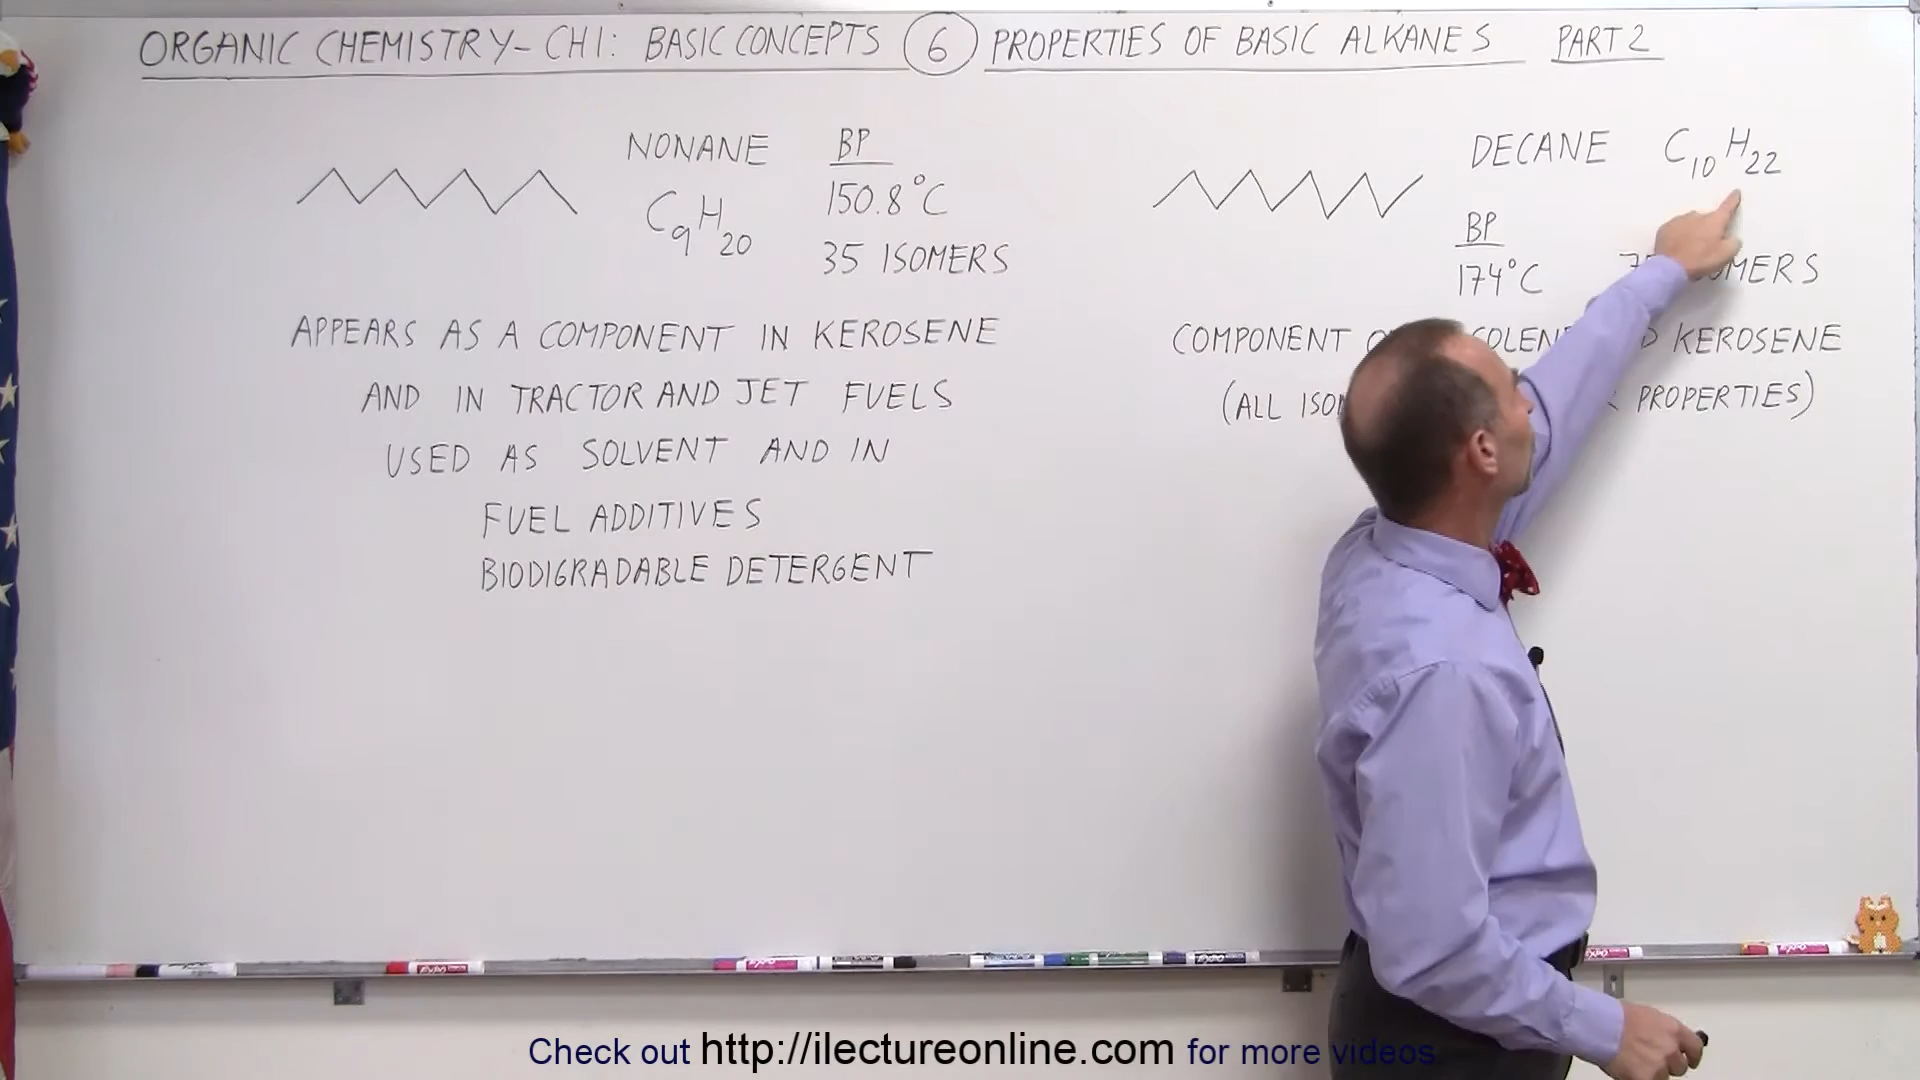 ORGANIC CHEMISTRY - CH 1: BASIC CONCEPTS 6 PROPERTIES OF BASIC ALKANES PART 2
NONANE
C9H20
BP
150.8°C
35 ISOMERS
APPEARS AS A COMPONENT IN KEROSENE
AND IN TRACTOR AND JET FUELS
USED AS SOLVENT AND IN
FUEL ADDITIVES
BIODIGRADABLE DETERGENT
DECANE C10H22
BP
174°C
COMPONENT KEROSENE
(ALL PROPERTIES)
Check out http://ilectureonline.com for more videos